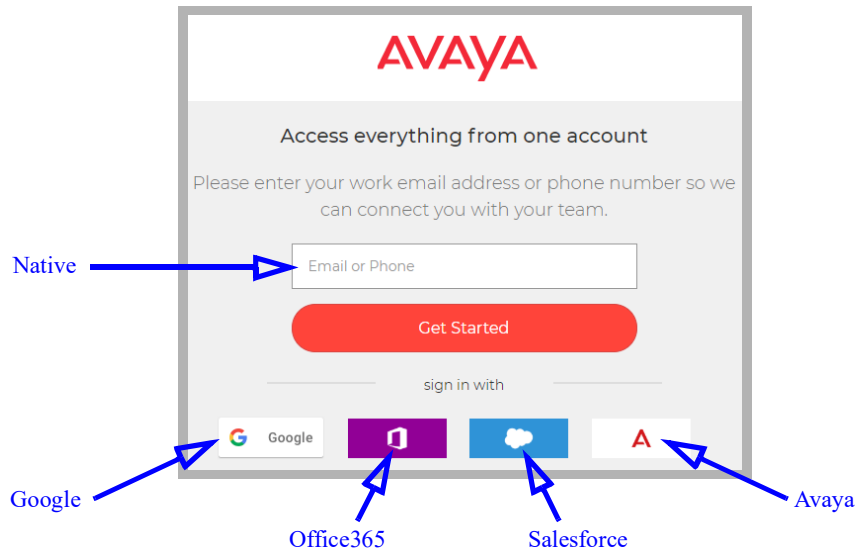 AVAYA
Access everything from one account
Please enter your work email address or phone number so we
can connect you with your team.
Native
Email or Phone
Get Started
sign in with
Google
Google
Avaya
Office365
Salesforce